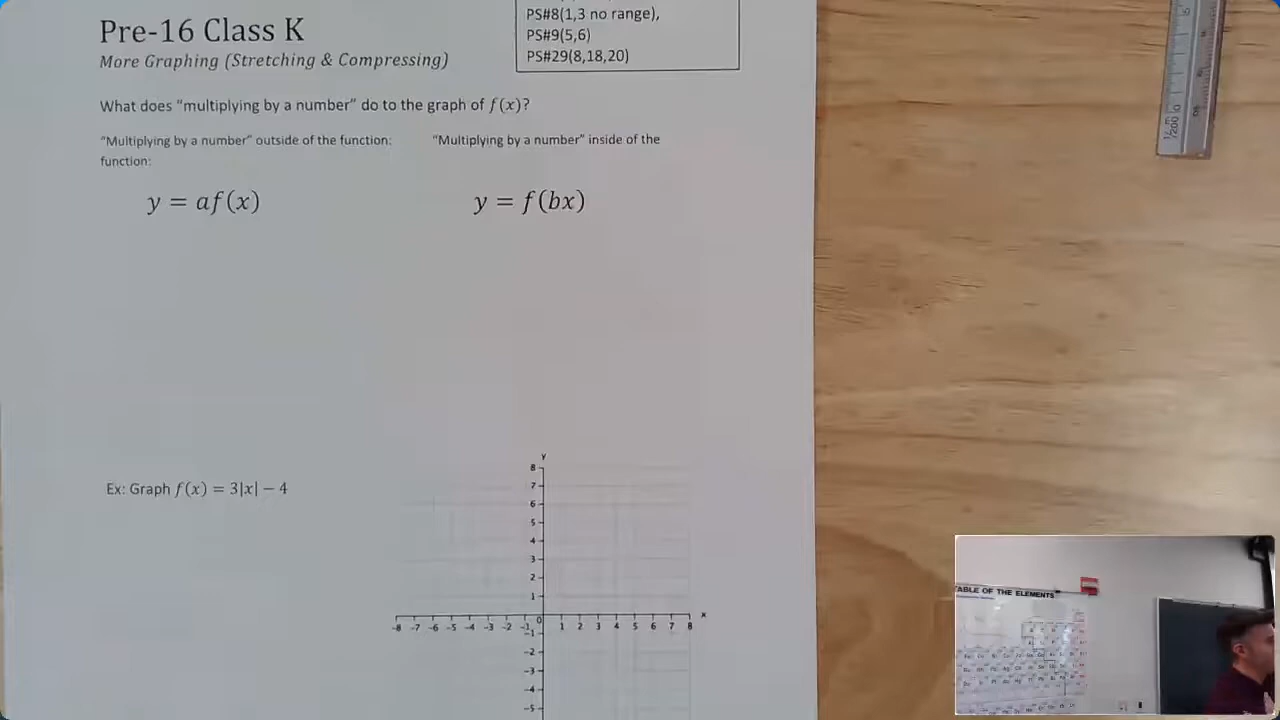 PS#8(1,3 no range),
Pre-16 Class K
PS#9(5,6)
More Graphing (Stretching & Compressing)
PS#29(8,18,20)
What does “multiplying by a number” do to the graph of f(x)?
“Multiplying by a number” outside of the function:
“Multiplying by a number” inside of the
function:
y = af(x)
y = f(bx)
Ex: Graph f(x) = 3|x| − 4
y
8
7
6
5
4
3
2
1
-8 -7 -6 -5 -4 -3 -2 -1 0 1 2 3 4 5 6 7 8 x
-1
-2
-3
-4
-5
TABLE OF THE ELEMENTS